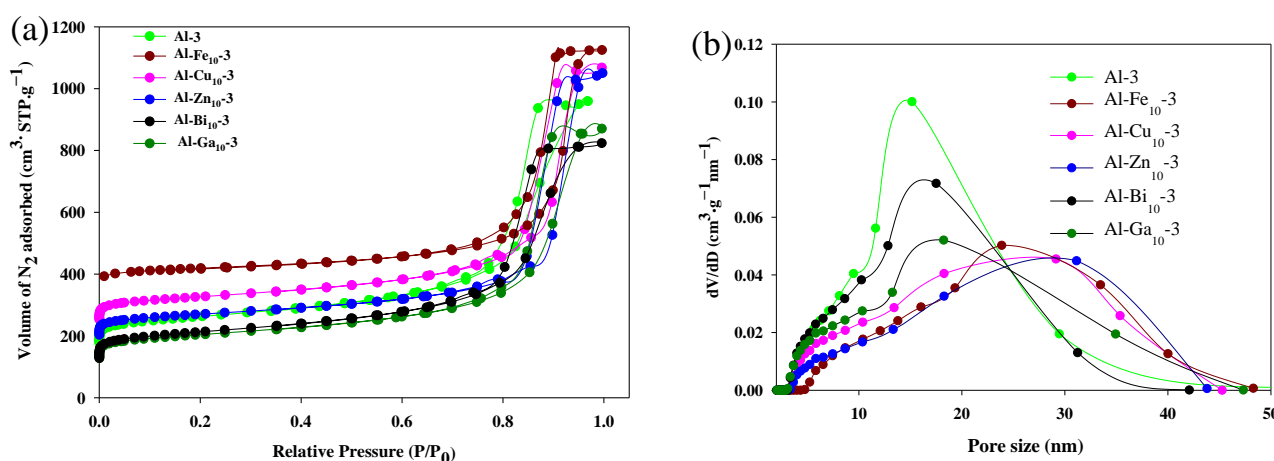 (a)
1200
1000
800
600
400
200
0
Volume of N₂ adsorbed (cm³· STP·g⁻¹)
Al-3
Al-Fe₁₀-3
Al-Cu₁₀-3
Al-Zn₁₀-3
Al-Bi₁₀-3
Al-Ga₁₀-3
0.0 0.2 0.4 0.6 0.8 1.0
Relative Pressure (P/P₀)
(b)
0.12
0.10
0.08
0.06
0.04
0.02
0.00
dV/dD (cm³·g⁻¹nm⁻¹)
Al-3
Al-Fe₁₀-3
Al-Cu₁₀-3
Al-Zn₁₀-3
Al-Bi₁₀-3
Al-Ga₁₀-3
10 20 30 40 50
Pore size (nm)